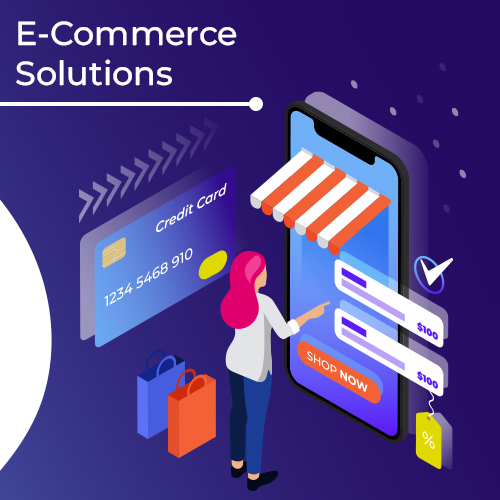 E-Commerce
Solutions
Credit Card
1234 5468 910
$100
$100
SHOP NOW
%